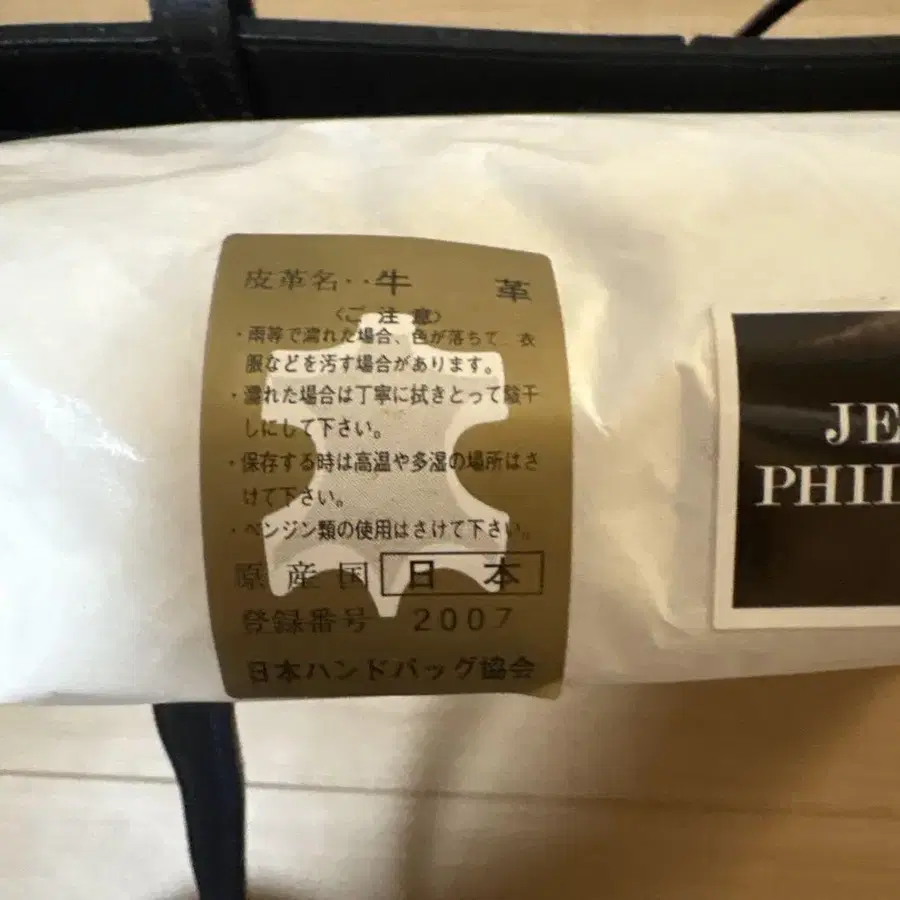 皮革名‥牛 革
〈ご注意〉
・雨等で濡れた場合、色が落ちて 衣
服などを汚す場合があります。
・濡れた場合は丁寧に拭きとって陰干
しにして下さい。
・保存する時は高温や多湿の場所はさ
けて下さい。
・ベンジン類の使用はさけて下さい。
原産国 日本
登録番号 2007
日本ハンドバッグ協会
JE
PHIL